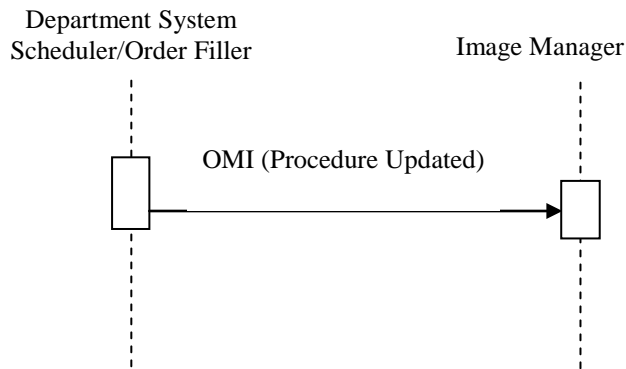 Department System
Scheduler/Order Filler
Image Manager
OMI (Procedure Updated)